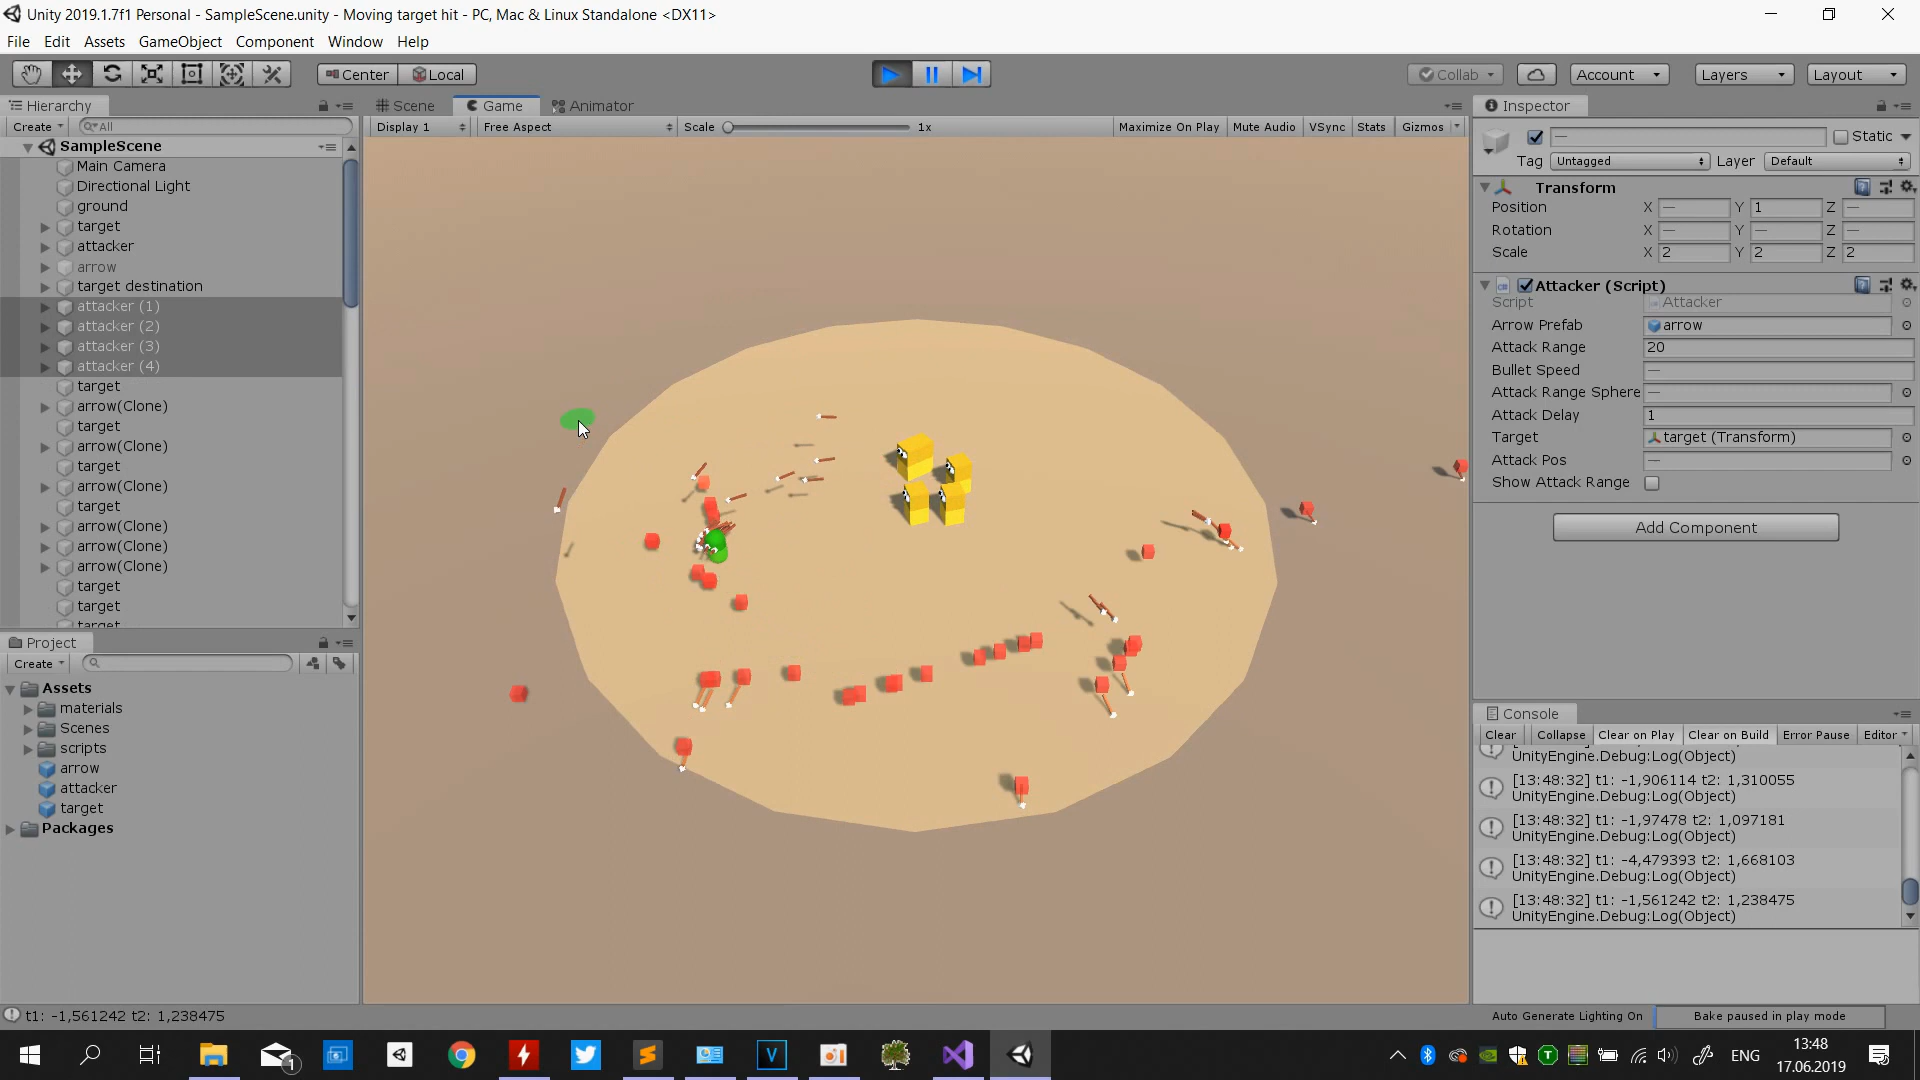 Unity 2019.1.7f1 Personal - SampleScene.unity - Moving target hit - PC, Mac & Linux Standalone <DX11>
File Edit Assets GameObject Component Window Help
Center Local Collab Account Layers Layout
Hierarchy
Create All
SampleScene
Main Camera
Directional Light
ground
target
attacker
arrow
target destination
attacker (1)
attacker (2)
attacker (3)
attacker (4)
target
arrow(Clone)
target
arrow(Clone)
target
arrow(Clone)
target
arrow(Clone)
arrow(Clone)
arrow(Clone)
target
target
target
Project
Create
Assets
materials
Scenes
scripts
arrow
attacker
target
Packages
Scene Game Animator
Display 1 Free Aspect Scale 1x Maximize On Play Mute Audio VSync Stats Gizmos
Inspector
— Static
Tag Untagged Layer Default
Transform
Position X — Y 1 Z —
Rotation X — Y — Z —
Scale X 2 Y 2 Z 2
Attacker (Script)
Script Attacker
Arrow Prefab arrow
Attack Range 20
Bullet Speed —
Attack Range Sphere —
Attack Delay 1
Target target (Transform)
Attack Pos —
Show Attack Range
Add Component
Console
Clear Collapse Clear on Play Clear on Build Error Pause Editor
UnityEngine.Debug:Log(Object)
[13:48:32] t1: -1,906114 t2: 1,310055
UnityEngine.Debug:Log(Object)
[13:48:32] t1: -1,97478 t2: 1,097181
UnityEngine.Debug:Log(Object)
[13:48:32] t1: -4,479393 t2: 1,668103
UnityEngine.Debug:Log(Object)
[13:48:32] t1: -1,561242 t2: 1,238475
UnityEngine.Debug:Log(Object)
t1: -1,561242 t2: 1,238475
Auto Generate Lighting On Bake paused in play mode
1 V T ENG
13:48
17.06.2019